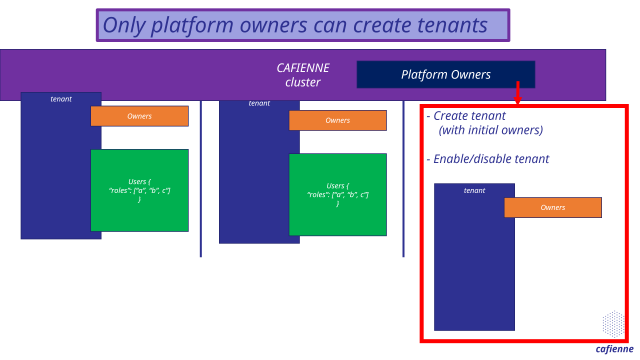 Only platform owners can create tenants
CAFIENNE
cluster
Platform Owners
tenant
Owners
Users {
"roles": ["a", "b", "c"]
}
tenant
Owners
Users {
"roles": ["a", "b", "c"]
}
- Create tenant
(with initial owners)
- Enable/disable tenant
tenant
Owners
cafienne